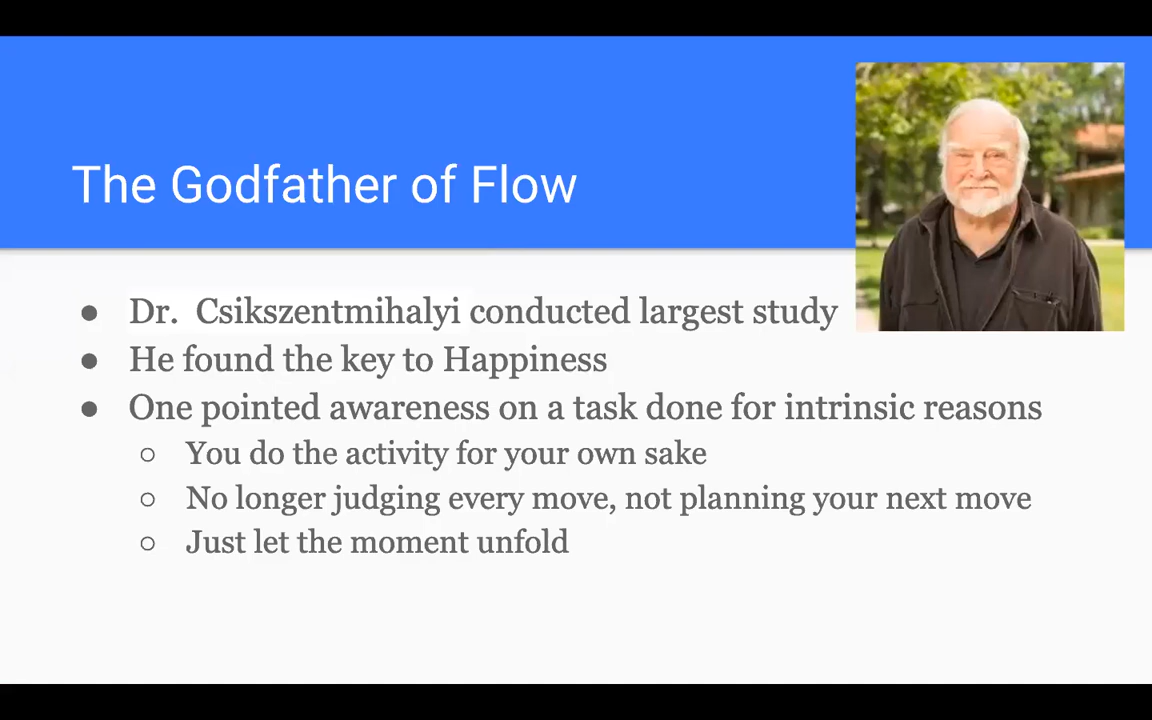 The Godfather of Flow
● Dr.  Csikszentmihalyi conducted largest study
● He found the key to Happiness
● One pointed awareness on a task done for intrinsic reasons
○ You do the activity for your own sake
○ No longer judging every move, not planning your next move
○ Just let the moment unfold